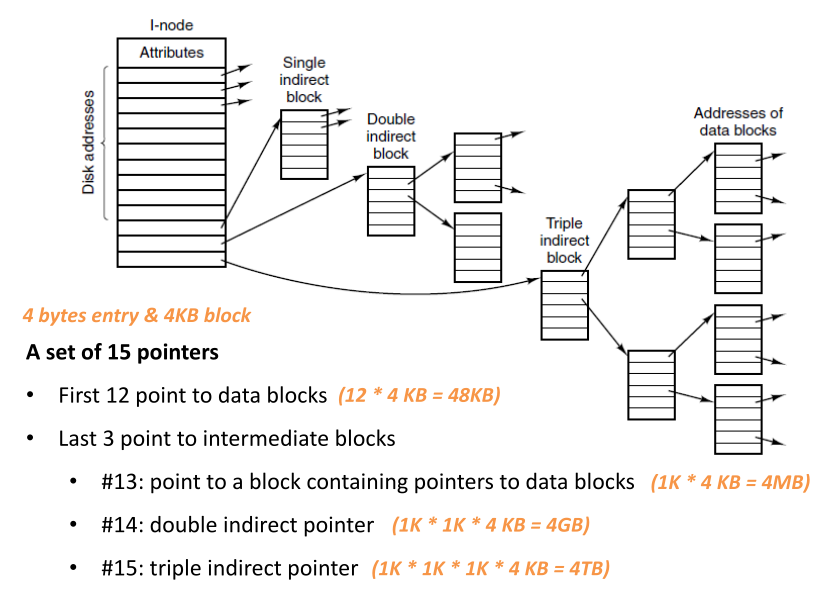 I-node
Attributes
Disk addresses
Single
indirect
block
Double
indirect
block
Triple
indirect
block
Addresses of
data blocks
4 bytes entry & 4KB block
A set of 15 pointers
• First 12 point to data blocks (12 * 4 KB = 48KB)
• Last 3 point to intermediate blocks
• #13: point to a block containing pointers to data blocks (1K * 4 KB = 4MB)
• #14: double indirect pointer (1K * 1K * 4 KB = 4GB)
• #15: triple indirect pointer (1K * 1K * 1K * 4 KB = 4TB)